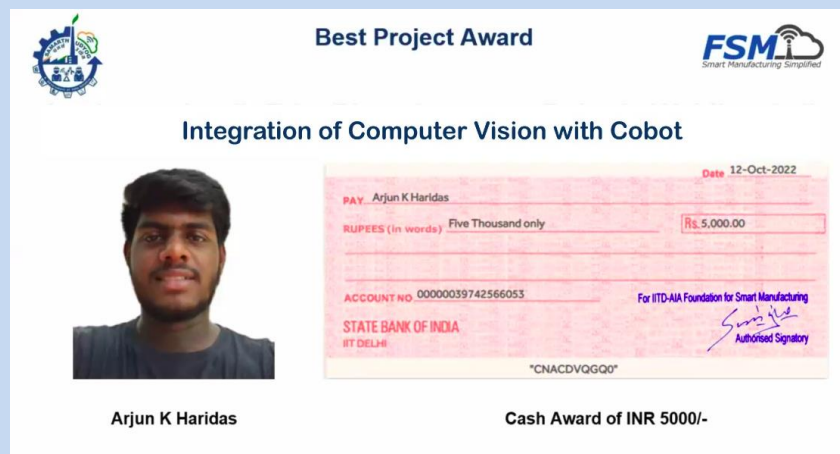 Best Project Award
FSM
Smart Manufacturing Simplified
SAMARTH UDYOG
Integration of Computer Vision with Cobot
Date 12-Oct-2022
PAY Arjun K Haridas
RUPEES (in words) Five Thousand only Rs. 5,000.00
ACCOUNT NO 00000039742566053
For IITD-AIA Foundation for Smart Manufacturing
STATE BANK OF INDIA
IIT DELHI
Authorised Signatory
"CNACDVQGQ0"
Arjun K Haridas
Cash Award of INR 5000/-